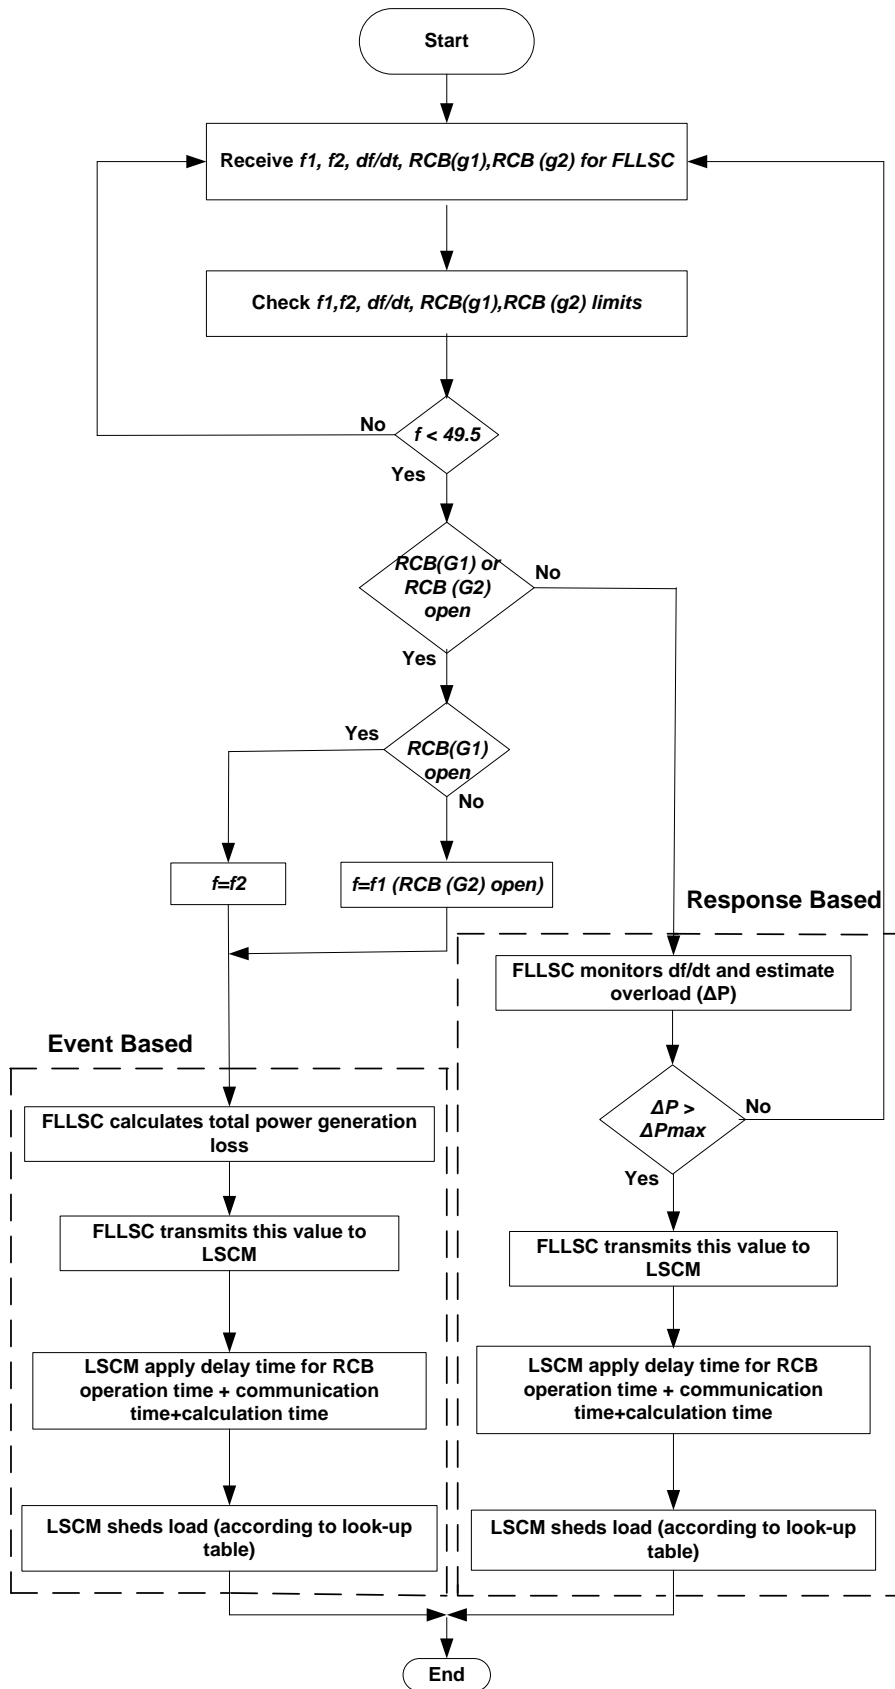 Start
Receive f1, f2, df/dt, RCB(g1),RCB (g2) for FLLSC
Check f1,f2, df/dt, RCB(g1),RCB (g2) limits
No
f < 49.5
Yes
RCB(G1) or
RCB (G2)
open
No
Yes
Yes
RCB(G1)
open
No
f=f2
f=f1 (RCB (G2) open)
Response Based
FLLSC monitors df/dt and estimate
overload (ΔP)
ΔP >
ΔPmax
No
Yes
FLLSC transmits this value to
LSCM
LSCM apply delay time for RCB
operation time + communication
time+calculation time
LSCM sheds load (according to look-up
table)
Event Based
FLLSC calculates total power generation
loss
FLLSC transmits this value to
LSCM
LSCM apply delay time for RCB
operation time + communication
time+calculation time
LSCM sheds load (according to look-up
table)
End